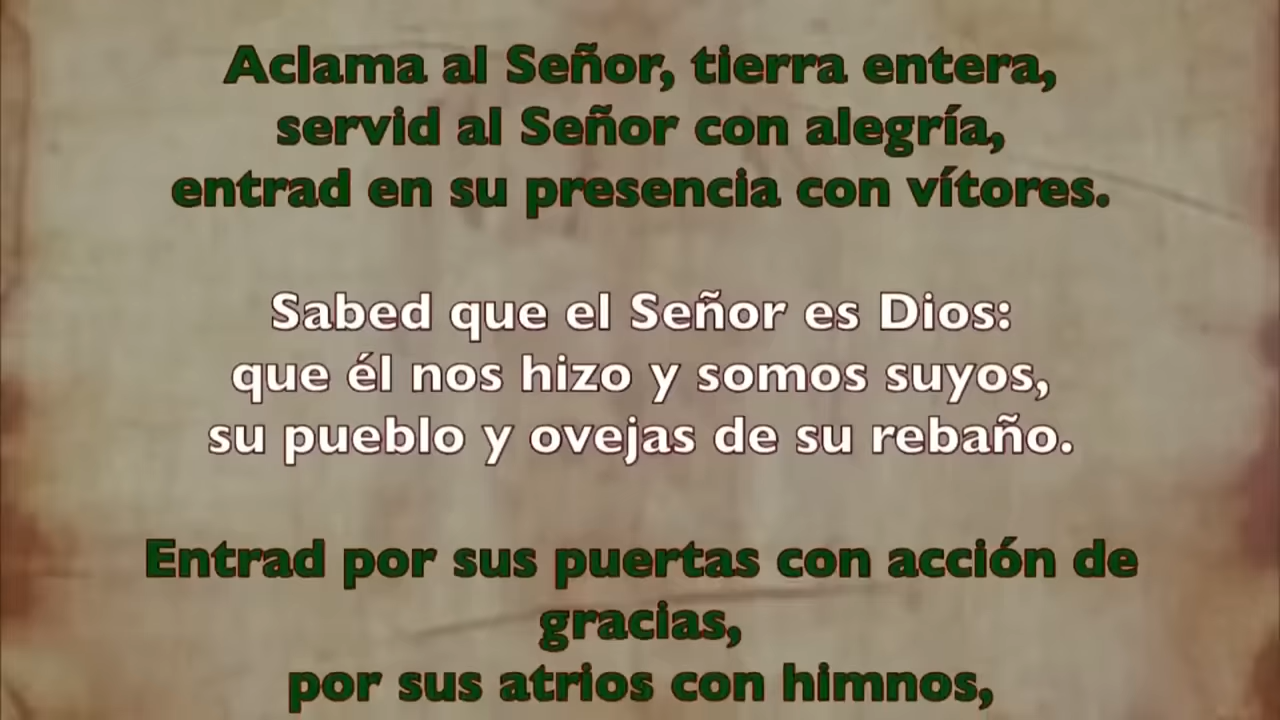 Aclama al Señor, tierra entera,
servid al Señor con alegría,
entrad en su presencia con vítores.
Sabed que el Señor es Dios:
que él nos hizo y somos suyos,
su pueblo y ovejas de su rebaño.
Entrad por sus puertas con acción de
gracias,
por sus atrios con himnos,